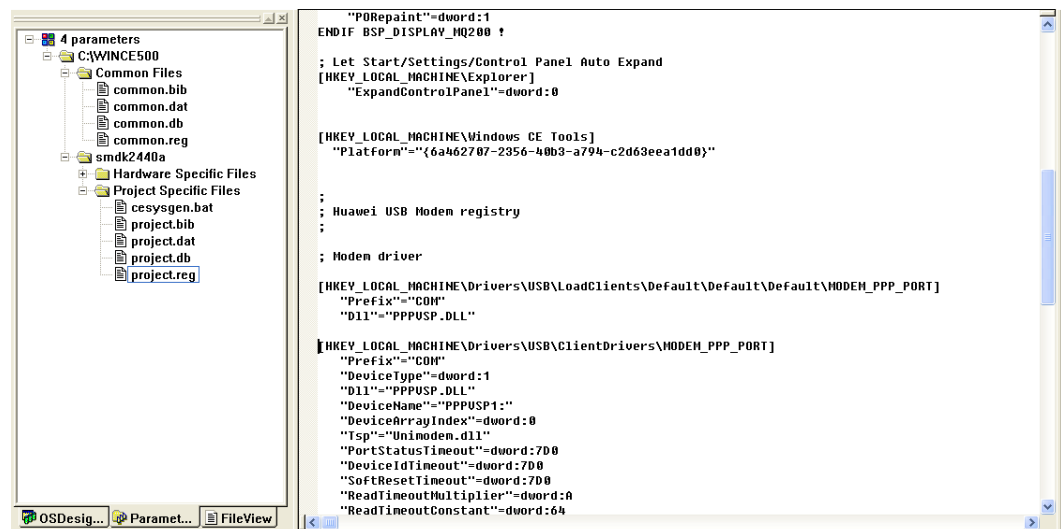 4 parameters
C:\WINCE500
Common Files
common.bib
common.dat
common.db
common.reg
smdk2440a
Hardware Specific Files
Project Specific Files
cesysgen.bat
project.bib
project.dat
project.db
project.reg
OSDesig...
Paramet...
FileView
"PORepaint"=dword:1
ENDIF BSP_DISPLAY_MQ200 !
; Let Start/Settings/Control Panel Auto Expand
[HKEY_LOCAL_MACHINE\Explorer]
"ExpandControlPanel"=dword:0
[HKEY_LOCAL_MACHINE\Windows CE Tools]
"Platform"="{6a462707-2356-40b3-a794-c2d63eea1dd0}"
;
; Huawei USB Modem registry
;
; Modem driver
[HKEY_LOCAL_MACHINE\Drivers\USB\LoadClients\Default\Default\Default\MODEM_PPP_PORT]
"Prefix"="COM"
"Dll"="PPPVSP.DLL"
[HKEY_LOCAL_MACHINE\Drivers\USB\ClientDrivers\MODEM_PPP_PORT]
"Prefix"="COM"
"DeviceType"=dword:1
"Dll"="PPPVSP.DLL"
"DeviceName"="PPPVSP1:"
"DeviceArrayIndex"=dword:0
"Tsp"="Unimodem.dll"
"PortStatusTimeout"=dword:7D0
"DeviceIdTimeout"=dword:7D0
"SoftResetTimeout"=dword:7D0
"ReadTimeoutMultiplier"=dword:A
"ReadTimeoutConstant"=dword:64